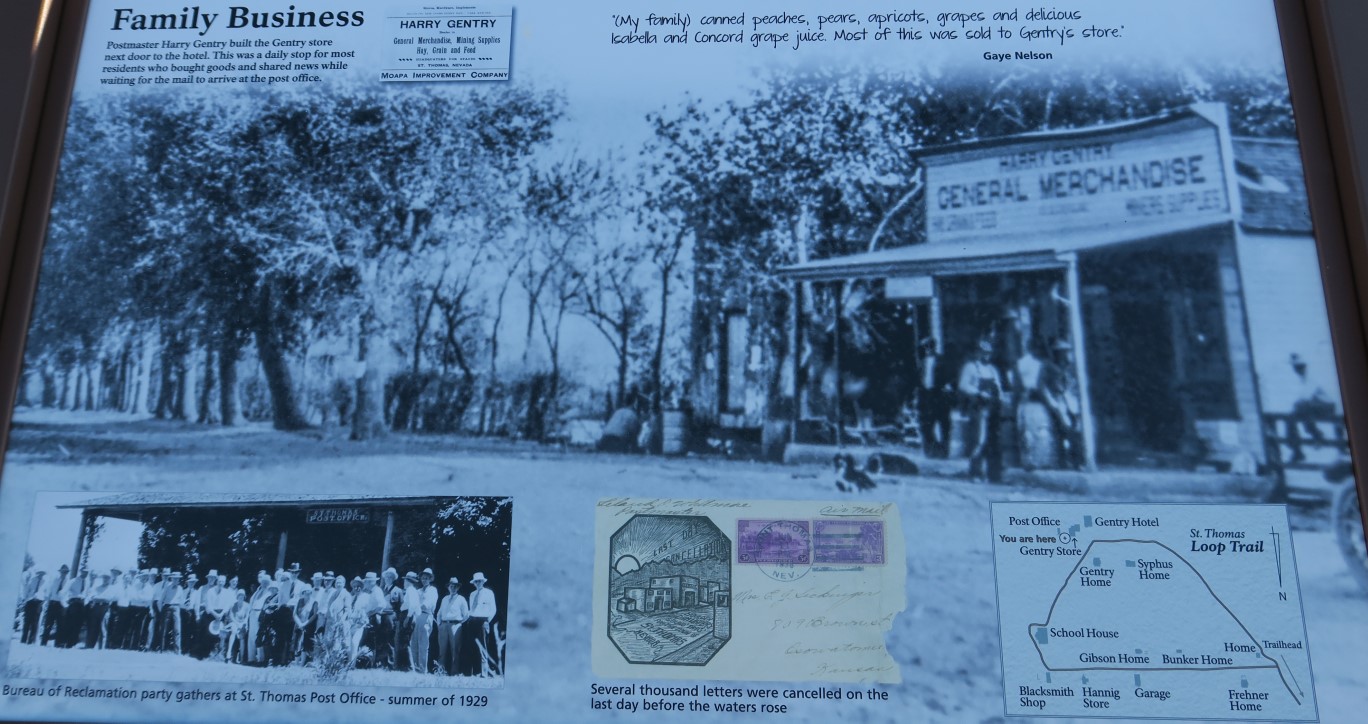 Family Business
Postmaster Harry Gentry built the Gentry store
next door to the hotel. This was a daily stop for most
residents who bought goods and shared news while
waiting for the mail to arrive at the post office.
HARRY GENTRY
General Merchandise, Mining Supplies
Hay, Grain and Feed
ST. THOMAS, NEVADA
MOAPA IMPROVEMENT COMPANY
"(My family) canned peaches, pears, apricots, grapes and delicious
Isabella and Concord grape juice. Most of this was sold to Gentry's store."
Gaye Nelson
HARRY GENTRY
GENERAL MERCHANDISE
ST THOMAS
POST OFFICE
Bureau of Reclamation party gathers at St. Thomas Post Office - summer of 1929
Air Mail
LAST DAY
CANCELLATION
NEV.
Kansas
Several thousand letters were cancelled on the
last day before the waters rose
St. Thomas
Loop Trail
Post Office
Gentry Hotel
You are here
Gentry Store
Gentry
Home
Syphus
Home
N
School House
Gibson Home
Bunker Home
Home
Trailhead
Blacksmith
Shop
Hannig
Store
Garage
Frehner
Home